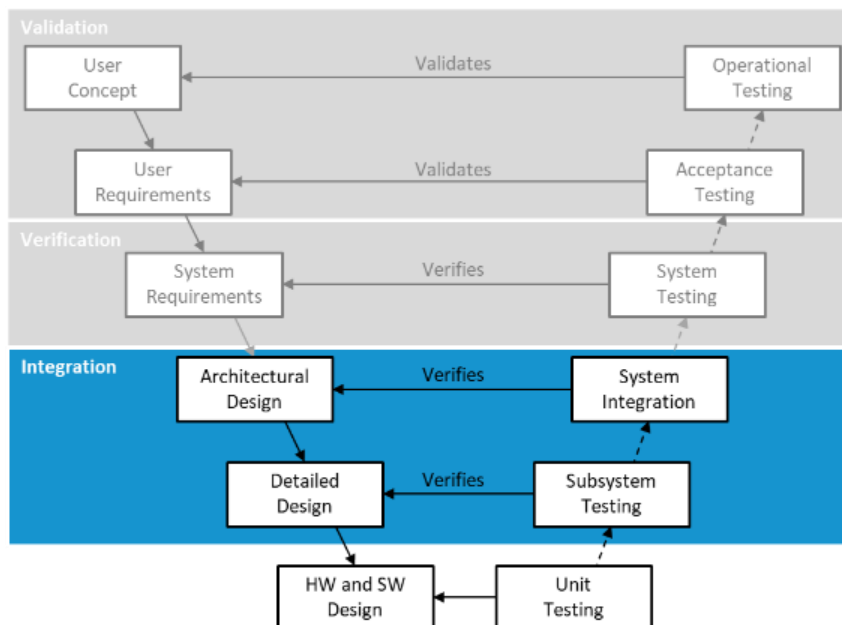 Validation
User
Concept
Validates
Operational
Testing
User
Requirements
Validates
Acceptance
Testing
Verification
System
Requirements
Verifies
System
Testing
Integration
Architectural
Design
Verifies
System
Integration
Detailed
Design
Verifies
Subsystem
Testing
HW and SW
Design
Unit
Testing